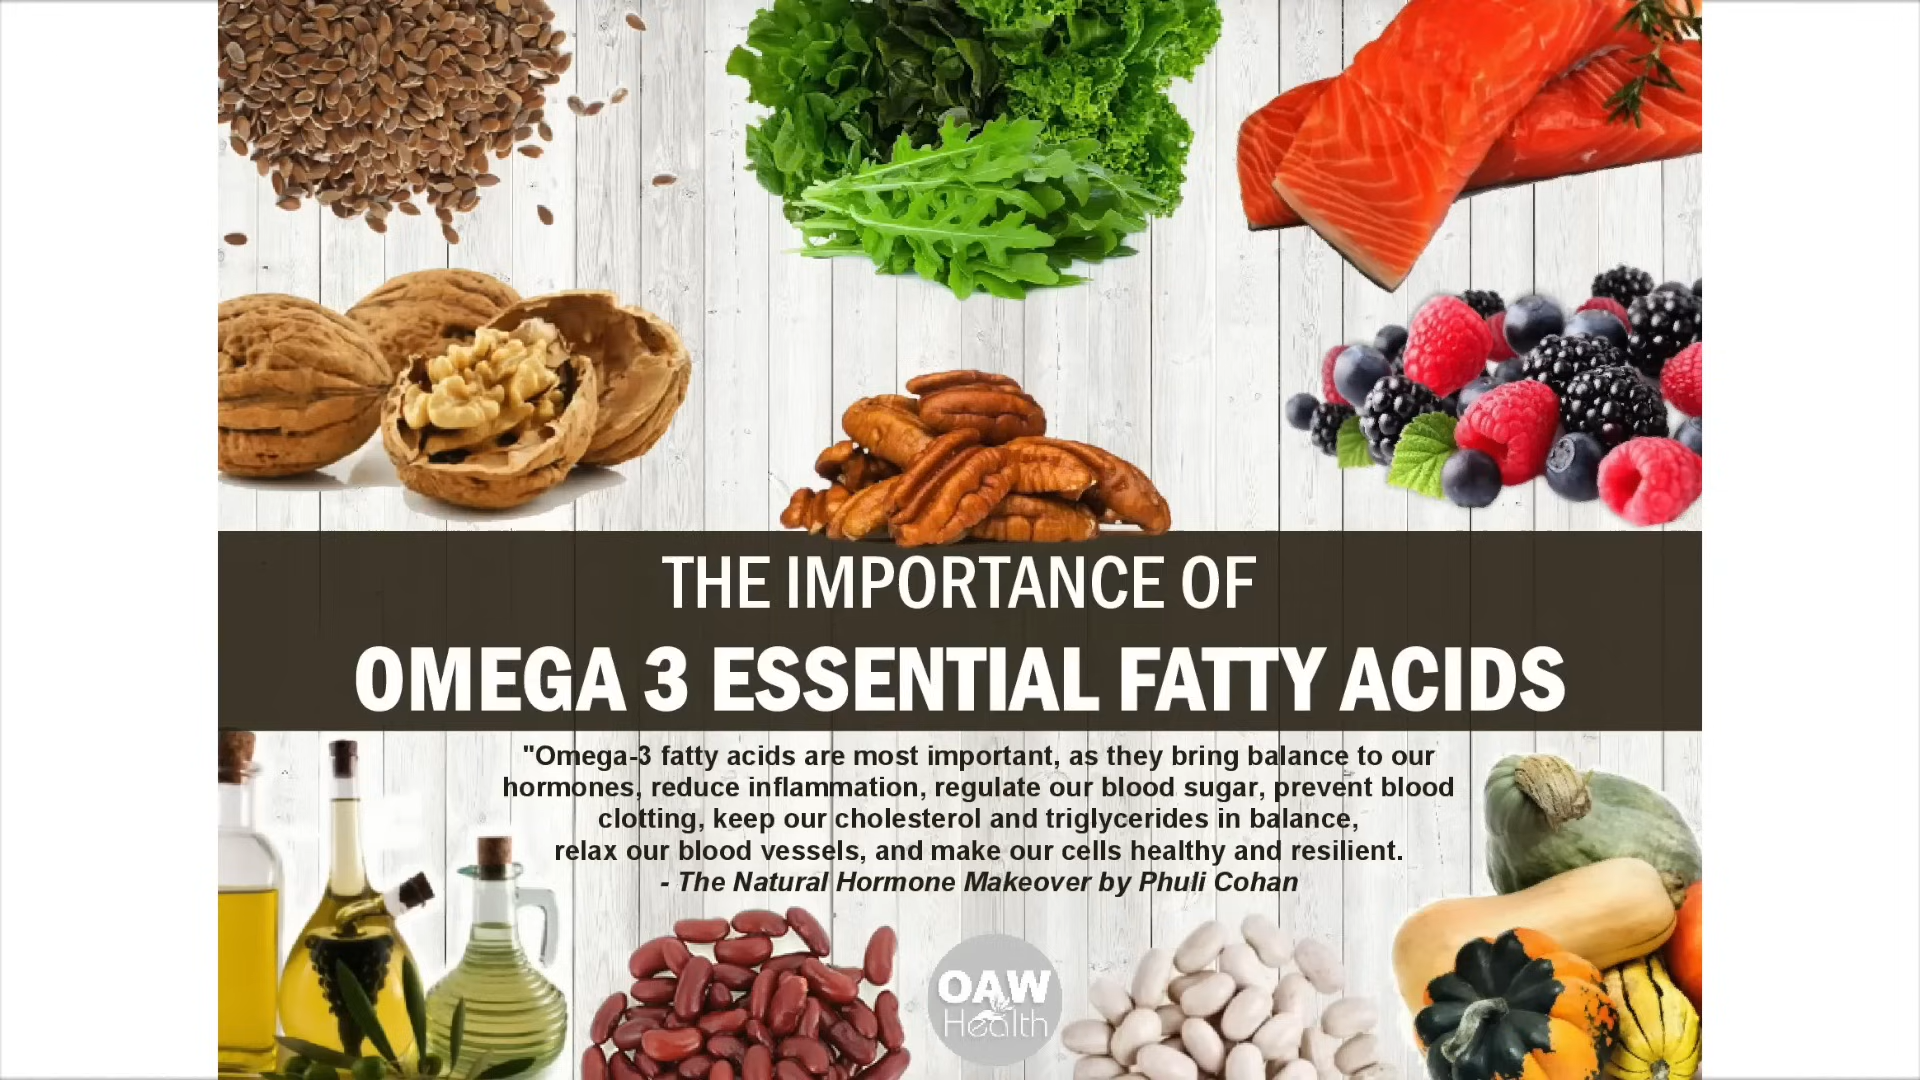 THE IMPORTANCE OF
OMEGA 3 ESSENTIAL FATTY ACIDS
"Omega-3 fatty acids are most important, as they bring balance to our
hormones, reduce inflammation, regulate our blood sugar, prevent blood
clotting, keep our cholesterol and triglycerides in balance,
relax our blood vessels, and make our cells healthy and resilient.
- The Natural Hormone Makeover by Phuli Cohan
OAW
Health